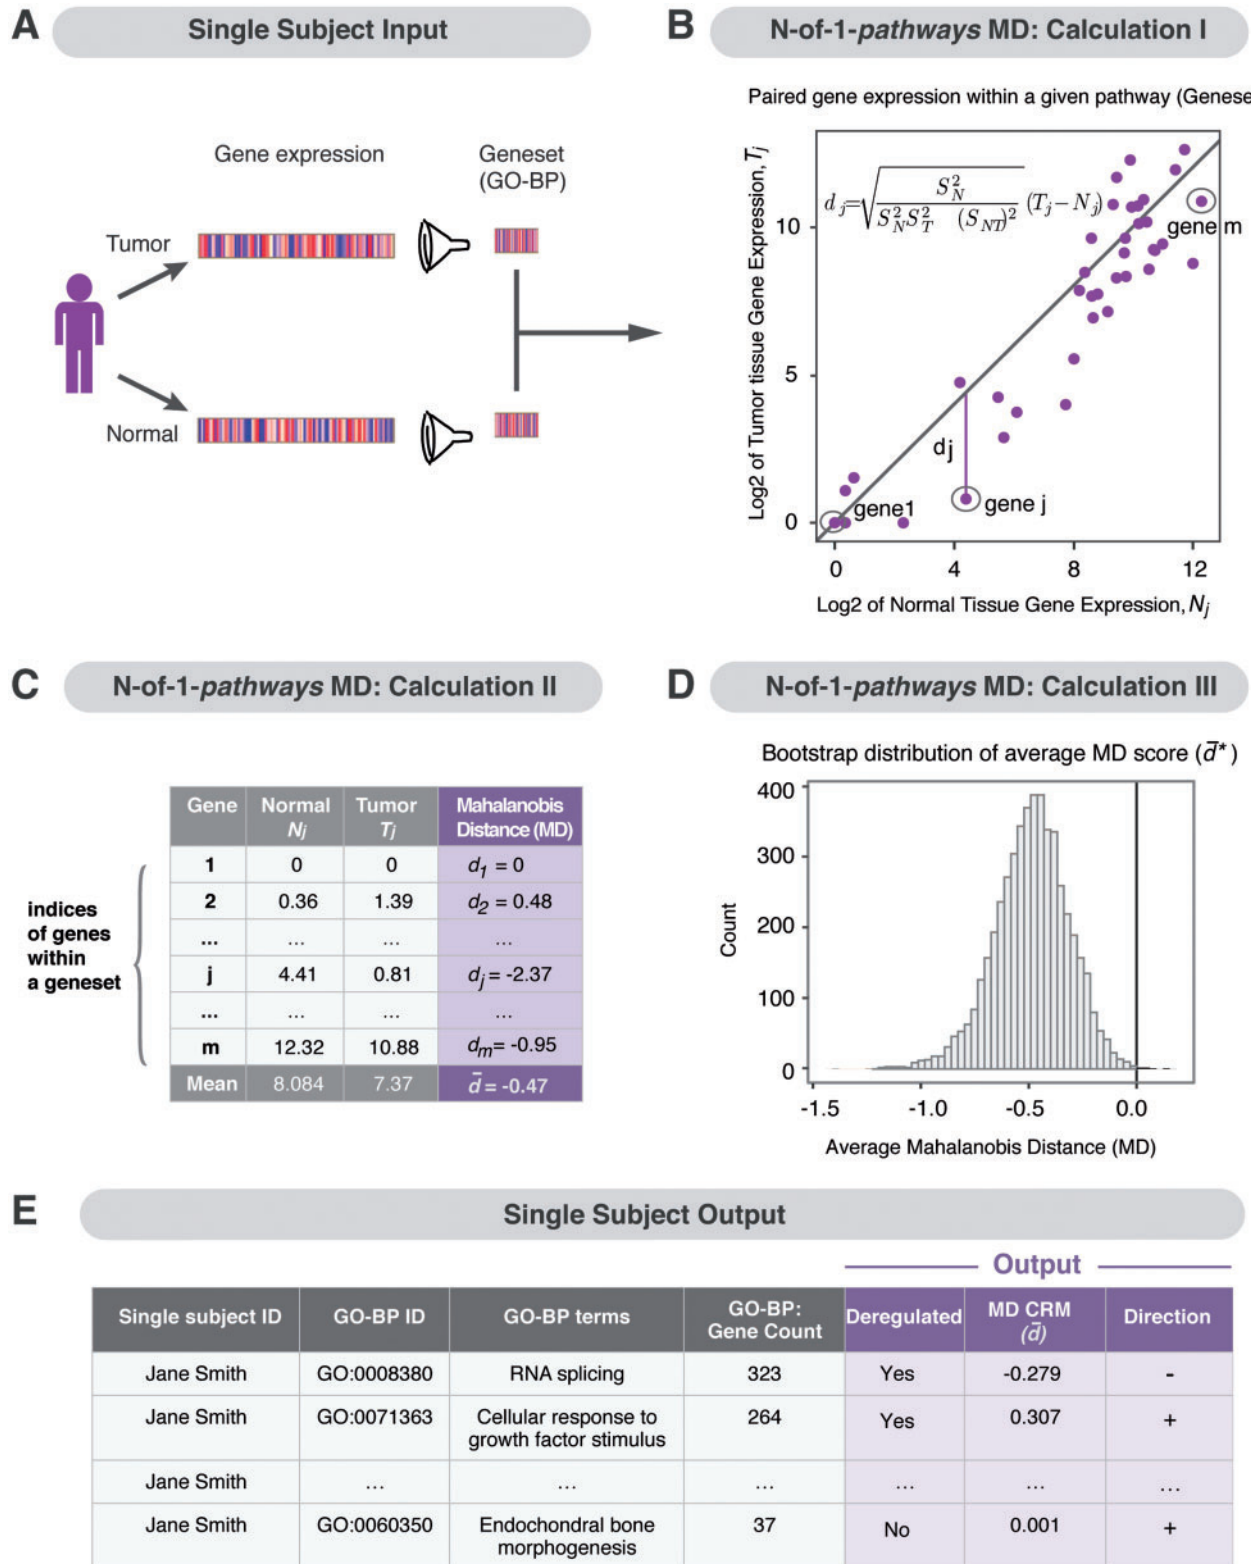 A Single Subject Input
Gene expression
Geneset
(GO-BP)
Tumor
Normal
B N-of-1-pathways MD: Calculation I
Paired gene expression within a given pathway (Genese
Log2 of Tumor tissue Gene Expression, T̄j
d j=√(S²N / S²N S²T (SNT)²) (Tj−Nj)
10
5
0
gene m
dj
gene j
gene1
0 4 8 12
Log2 of Normal Tissue Gene Expression, Nj
C N-of-1-pathways MD: Calculation II
indices
of genes
within
a geneset
Gene Normal Nj Tumor Tj Mahalanobis Distance (MD)
1 0 0 d1 = 0
2 0.36 1.39 d2 = 0.48
... ... ... ...
j 4.41 0.81 dj = -2.37
... ... ... ...
m 12.32 10.88 dm= -0.95
Mean 8.084 7.37 d̄ = -0.47
D N-of-1-pathways MD: Calculation III
Bootstrap distribution of average MD score (d̄*)
Count
400
300
200
100
0
-1.5 -1.0 -0.5 0.0
Average Mahalanobis Distance (MD)
E Single Subject Output
Output
Single subject ID GO-BP ID GO-BP terms GO-BP: Gene Count Deregulated MD CRM (d̄) Direction
Jane Smith GO:0008380 RNA splicing 323 Yes -0.279 -
Jane Smith GO:0071363 Cellular response to growth factor stimulus 264 Yes 0.307 +
Jane Smith ... ... ... ... ... ...
Jane Smith GO:0060350 Endochondral bone morphogenesis 37 No 0.001 +